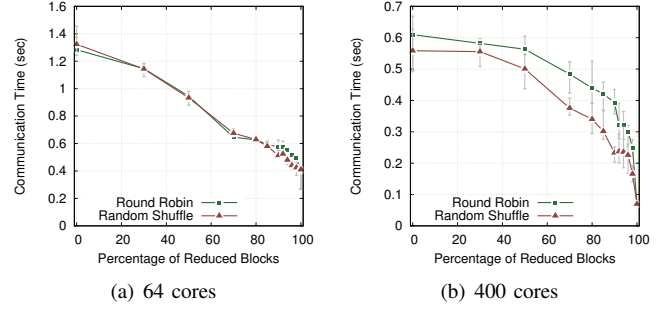 Communication Time (sec)
1.6
1.4
1.2
1
0.8
0.6
0.4
0.2
0
Round Robin
Random Shuffle
0 20 40 60 80 100
Percentage of Reduced Blocks
(a) 64 cores
Communication Time (sec)
0.7
0.6
0.5
0.4
0.3
0.2
0.1
0
Round Robin
Random Shuffle
0 20 40 60 80 100
Percentage of Reduced Blocks
(b) 400 cores